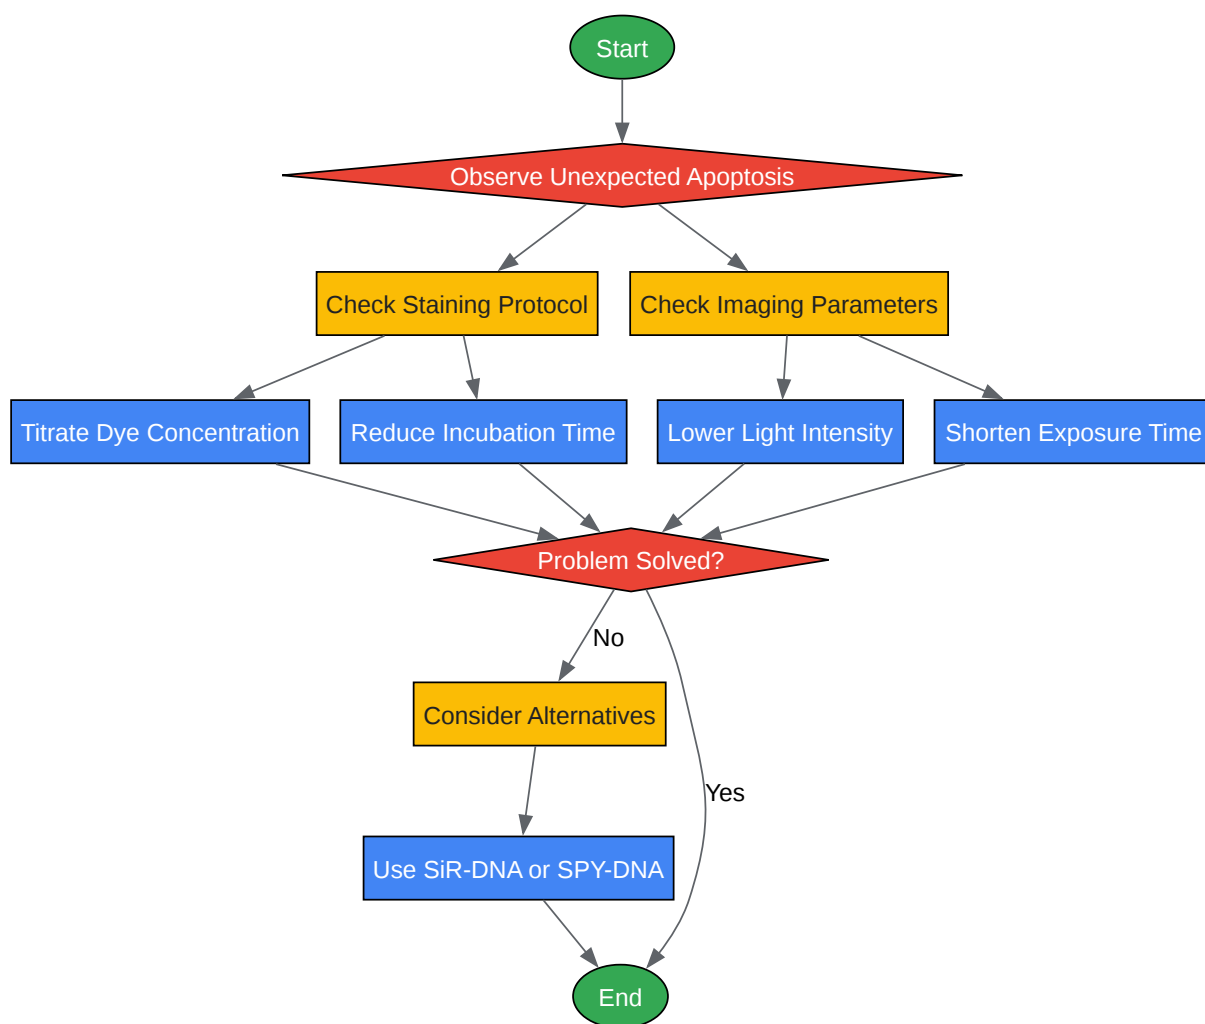 Start
Observe Unexpected Apoptosis
Check Staining Protocol
Check Imaging Parameters
Titrate Dye Concentration
Reduce Incubation Time
Lower Light Intensity
Shorten Exposure Time
Problem Solved?
No
Consider Alternatives
Yes
Use SiR-DNA or SPY-DNA
End